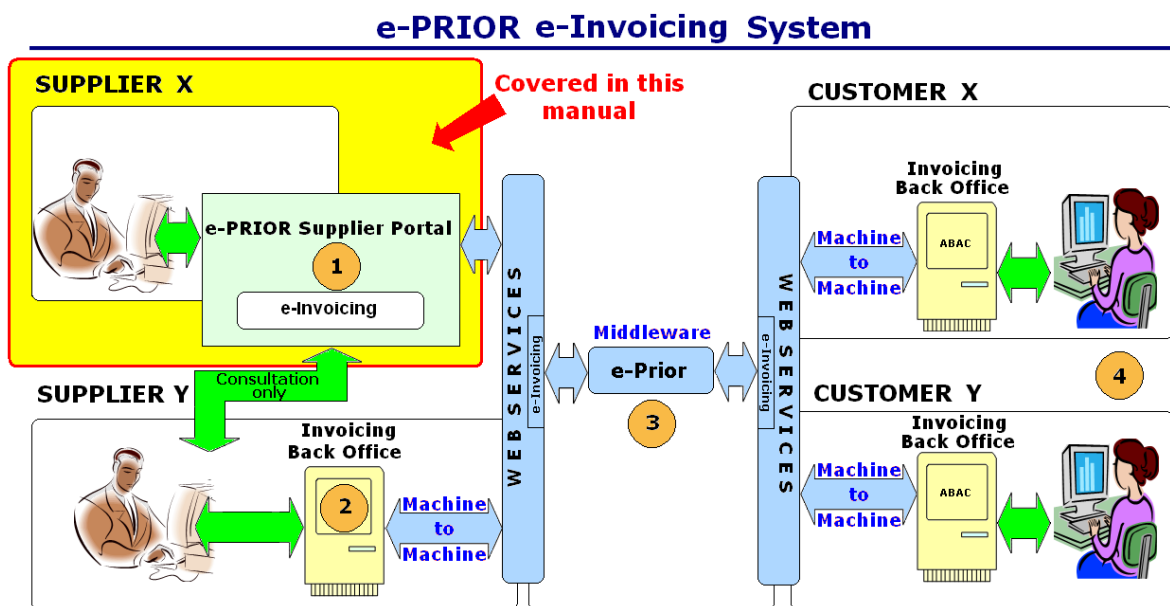 e-PRIOR e-Invoicing System
SUPPLIER X
Covered in this
manual
e-PRIOR Supplier Portal
1
e-Invoicing
SUPPLIER Y
Consultation
only
Invoicing
Back Office
2
Machine
to
Machine
WEB SERVICES
e-Invoicing
Middleware
e-Prior
3
e-Invoicing
WEB SERVICES
CUSTOMER X
Invoicing
Back Office
ABAC
Machine
to
Machine
4
CUSTOMER Y
Invoicing
Back Office
ABAC
Machine
to
Machine